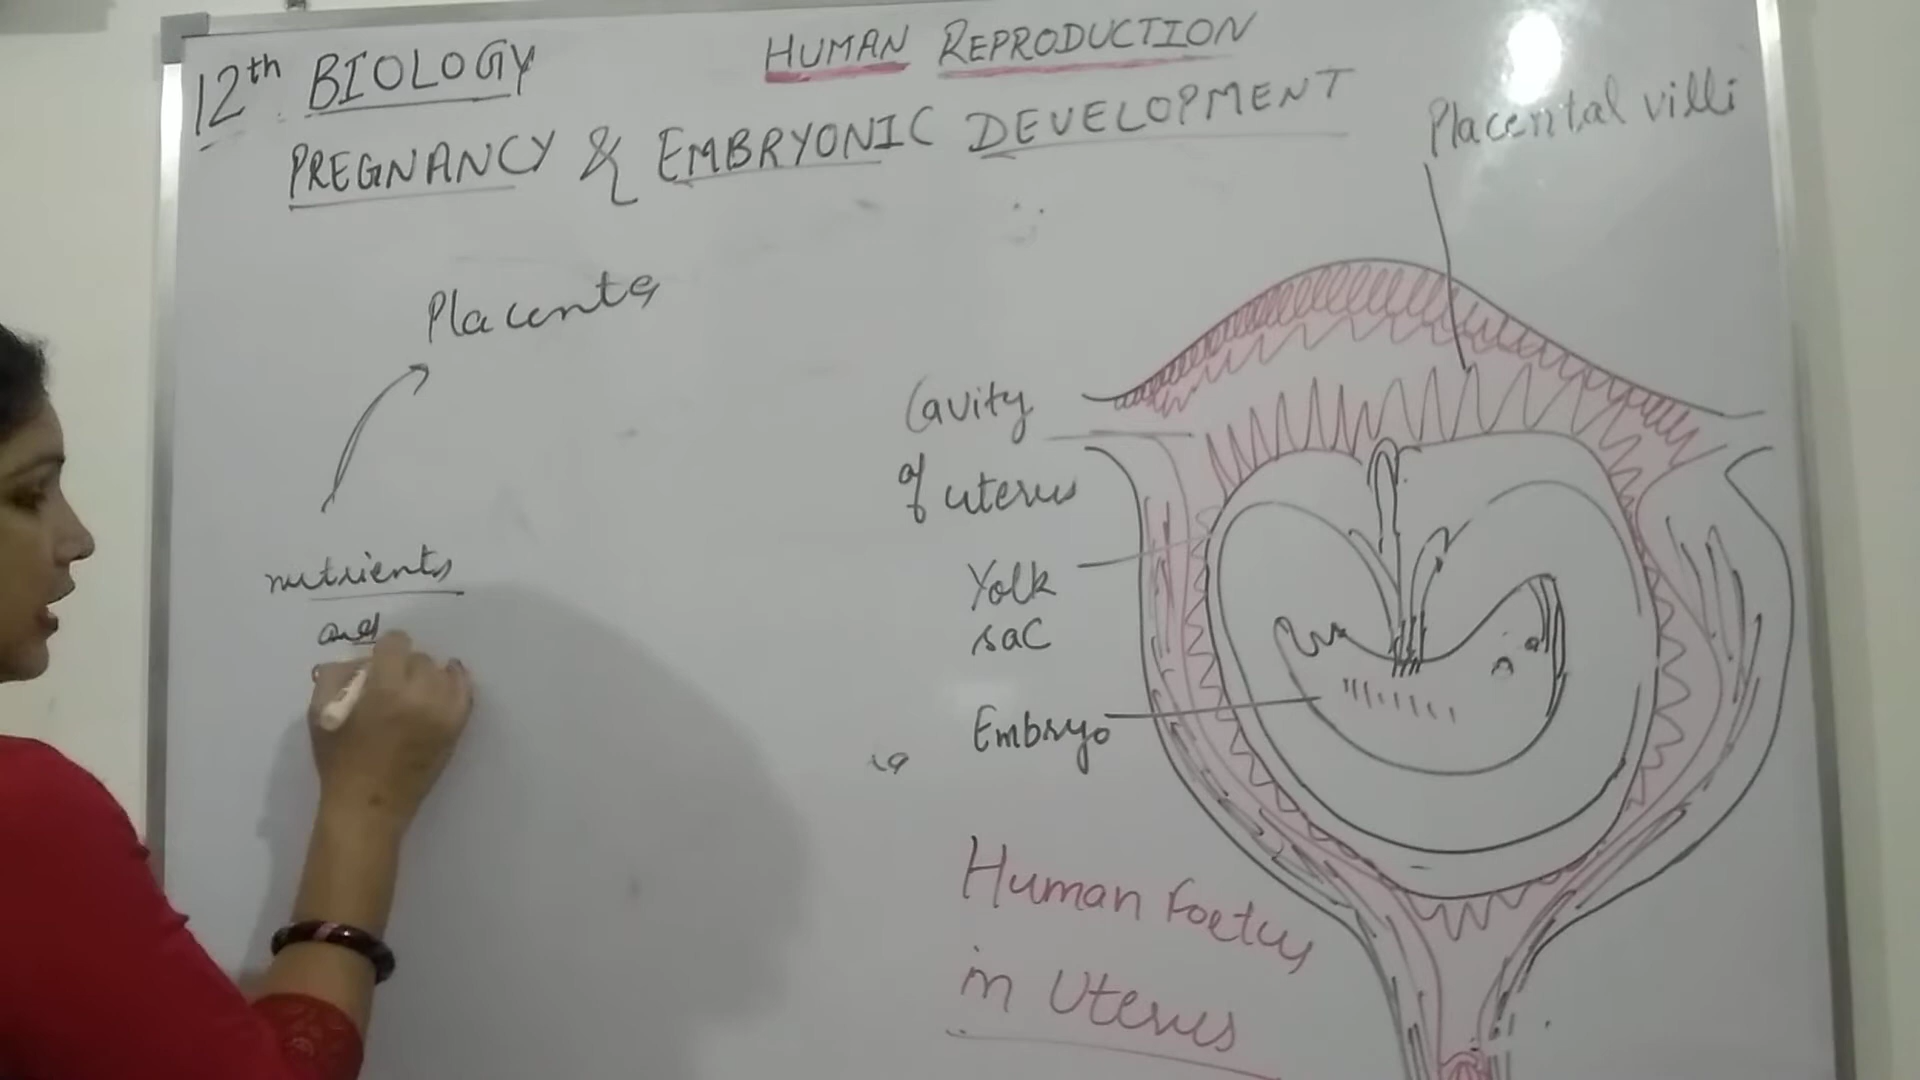 12th BIOLOGY
HUMAN REPRODUCTION
PREGNANCY & EMBRYONIC DEVELOPMENT
Placental villi
Placenta
nutrients
and
Cavity
of uterus
Yolk
sac
Embryo
Human Foetus
in Uterus